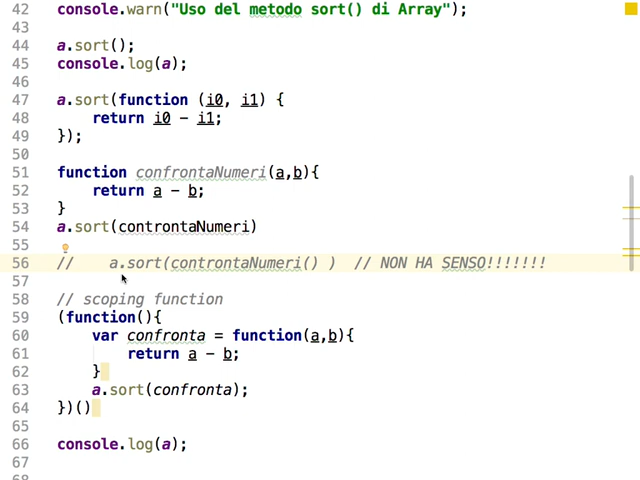 42 console.warn("Uso del metodo sort() di Array");
43
44 a.sort();
45 console.log(a);
46
47 a.sort(function (i0, i1) {
48 return i0 - i1;
49 });
50
51 function confrontaNumeri(a,b){
52 return a - b;
53 }
54 a.sort(controntaNumeri)
55
56 // a.sort(controntaNumeri() ) // NON HA SENSO!!!!!!!
57
58 // scoping function
59 (function(){
60 var confronta = function(a,b){
61 return a - b;
62 }
63 a.sort(confronta);
64 })()
65
66 console.log(a);
67
68